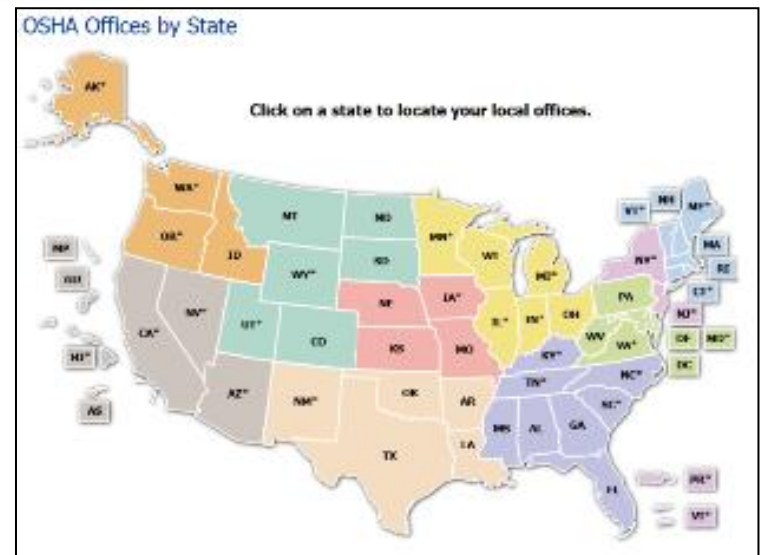 OSHA Offices by State
AK*
Click on a state to locate your local offices.
WA*
OR*
ID
MT
ND
SD
WY*
UT*
CO
NE
KS
IA*
MO
MN*
WI
MI*
IL*
IN*
OH
CA*
NV*
AZ*
NM*
TX
OK
AR
LA
MS
AL
GA
FL
TN*
KY*
NC*
SC*
WV
VA*
PA
NY*
VT*
NH
ME*
MA
RI
CT*
NJ*
DE
MD*
DC
MP
GU
HI*
AS
PR*
VI*